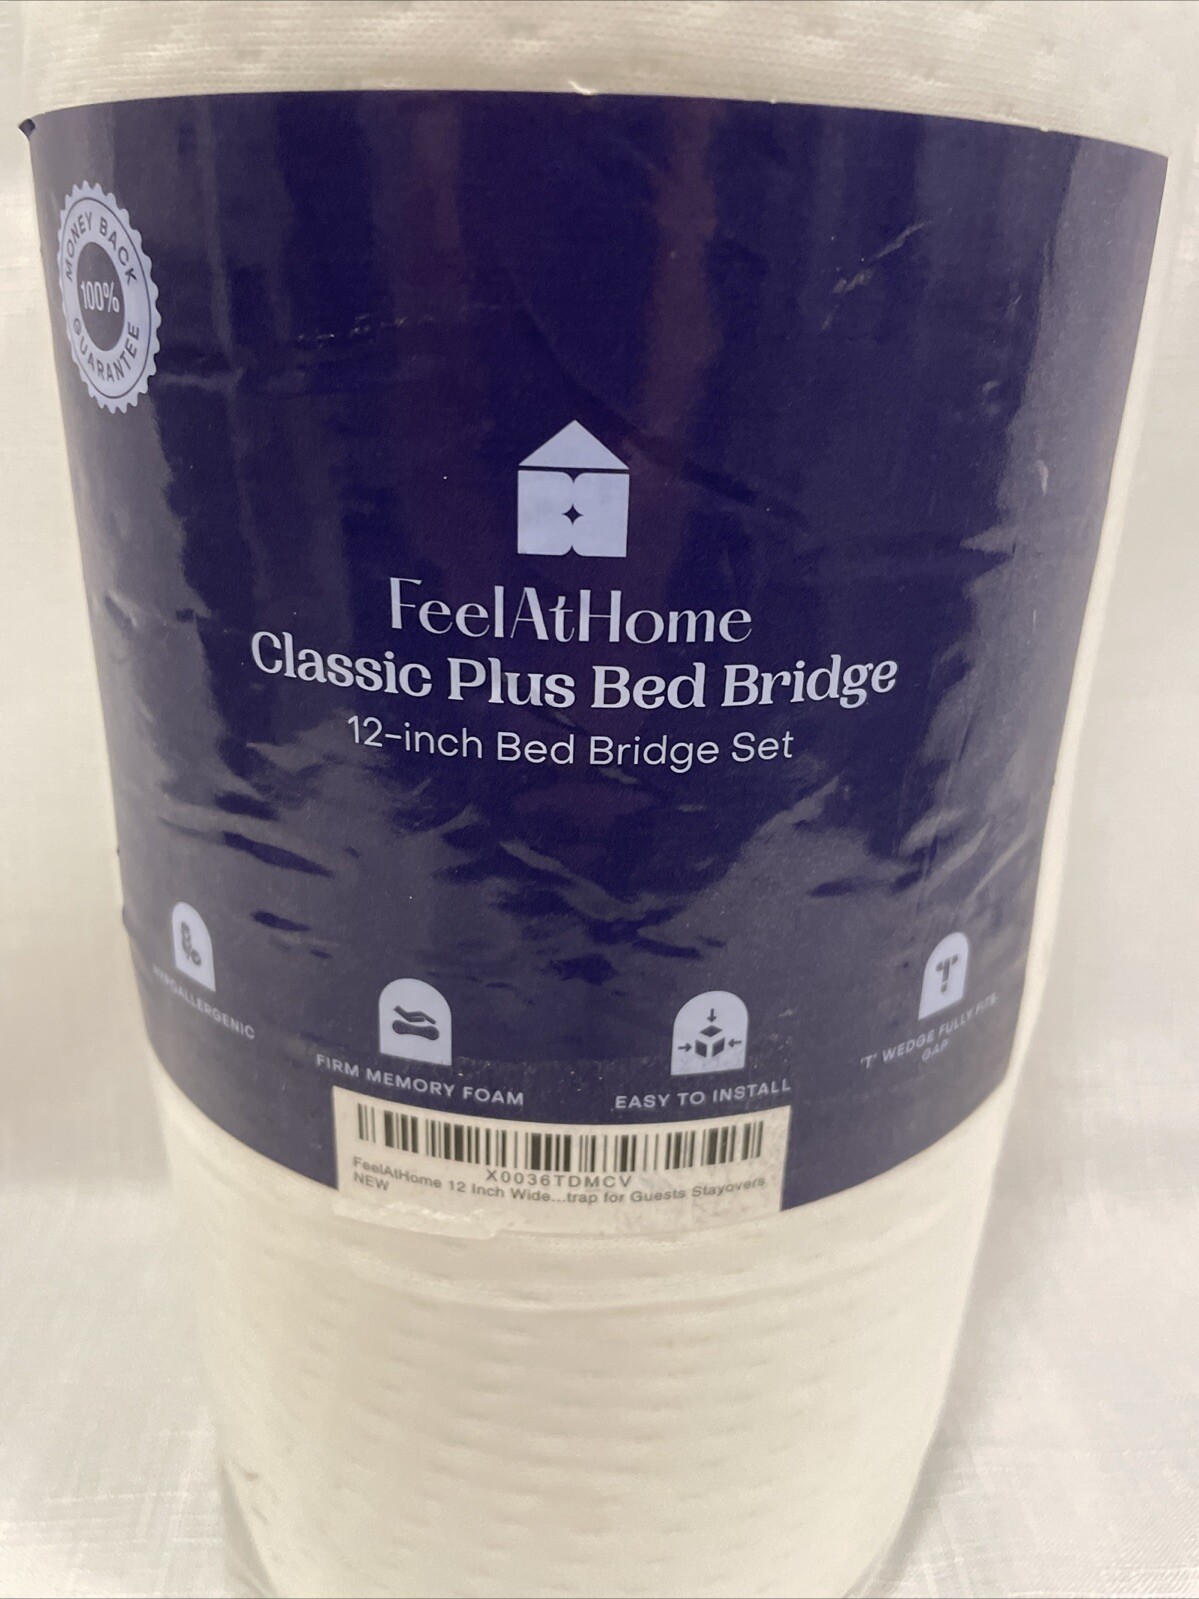 MONEY BACK
100%
GUARANTEE
FeelAtHome
Classic Plus Bed Bridge
12-inch Bed Bridge Set
HYPOALLERGENIC
FIRM MEMORY FOAM
EASY TO INSTALL
'T' WEDGE FULLY FITS
GAP
X0036TDMCV
FeelAtHome 12 Inch Wide...trap for Guests Stayovers
NEW